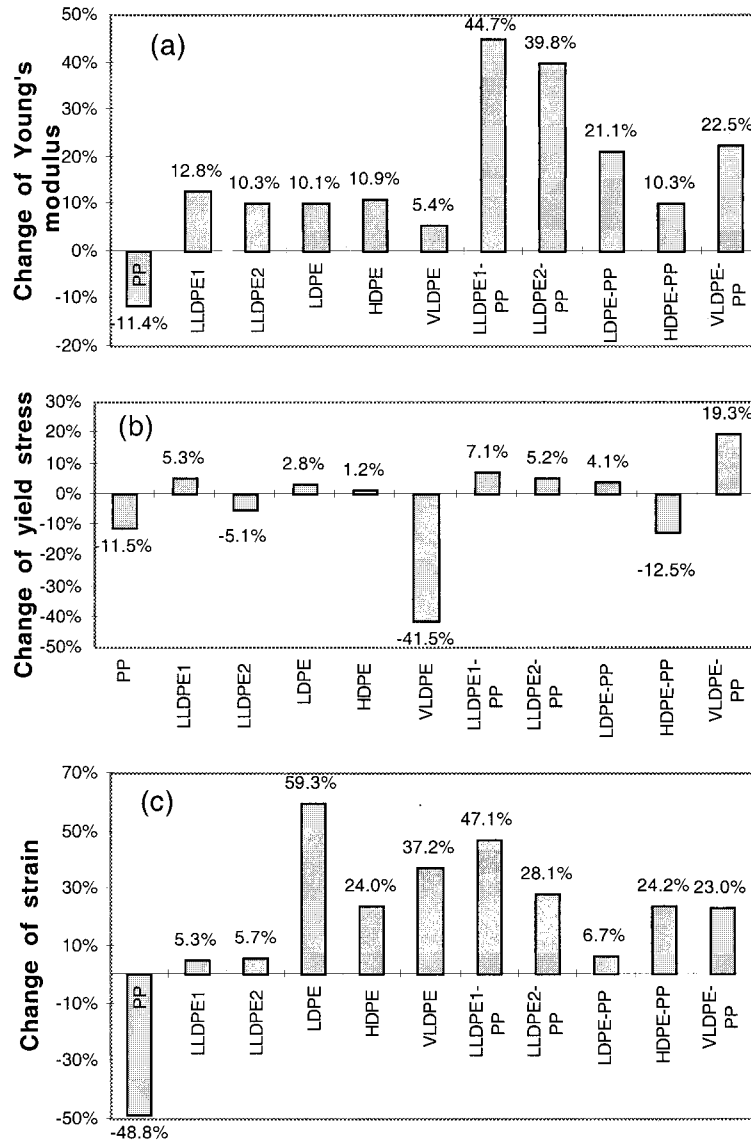 (a)
Change of Young's
modulus
50%
40%
30%
20%
10%
0%
-10%
-20%
-11.4%
12.8%
10.3%
10.1%
10.9%
5.4%
44.7%
39.8%
21.1%
10.3%
22.5%
PP
LLDPE1
LLDPE2
LDPE
HDPE
VLDPE
LLDPE1-
PP
LLDPE2-
PP
LDPE-PP
HDPE-PP
VLDPE-
PP
(b)
Change of yield stress
30%
20%
10%
0%
-10%
-20%
-30%
-40%
-50%
-11.5%
5.3%
-5.1%
2.8%
1.2%
-41.5%
7.1%
5.2%
4.1%
-12.5%
19.3%
PP
LLDPE1
LLDPE2
LDPE
HDPE
VLDPE
LLDPE1-
PP
LLDPE2-
PP
LDPE-PP
HDPE-PP
VLDPE-
PP
(c)
Change of strain
70%
50%
30%
10%
-10%
-30%
-50%
-48.8%
5.3%
5.7%
59.3%
24.0%
37.2%
47.1%
28.1%
6.7%
24.2%
23.0%
PP
LLDPE1
LLDPE2
LDPE
HDPE
VLDPE
LLDPE1-
PP
LLDPE2-
PP
LDPE-PP
HDPE-PP
VLDPE-
PP